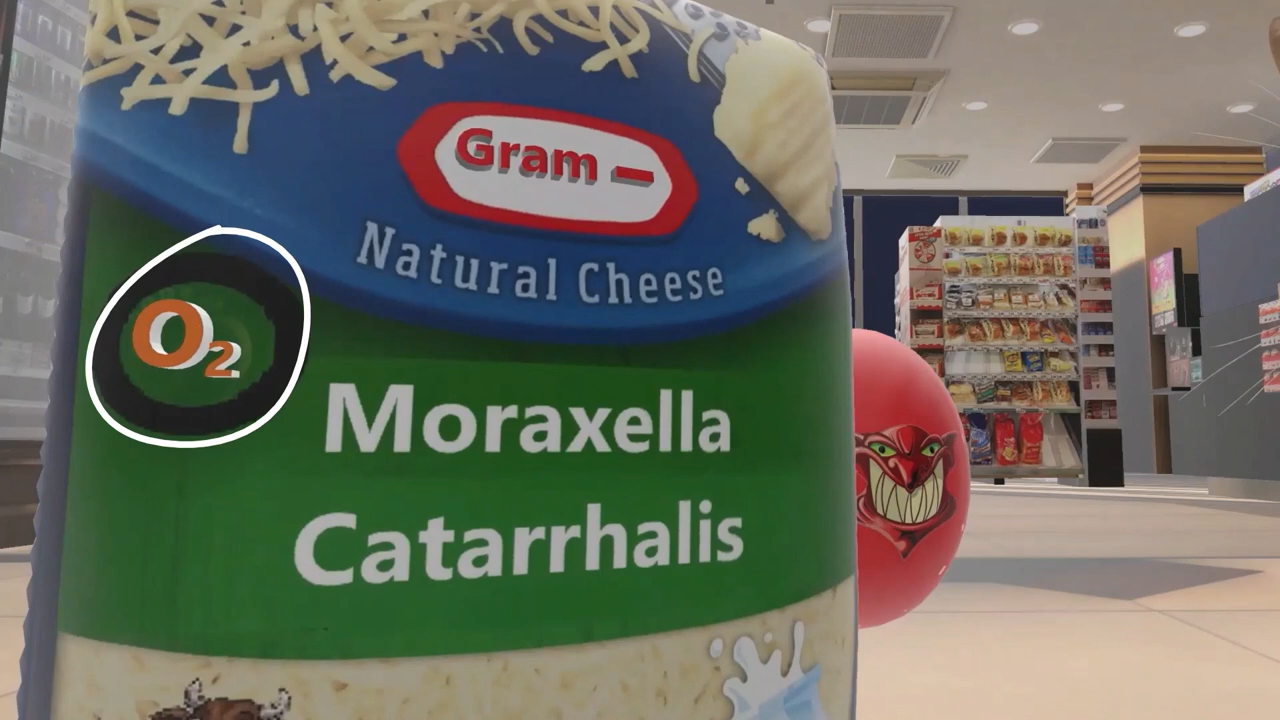 Gram –
Natural Cheese
O2
Moraxella
Catarrhalis